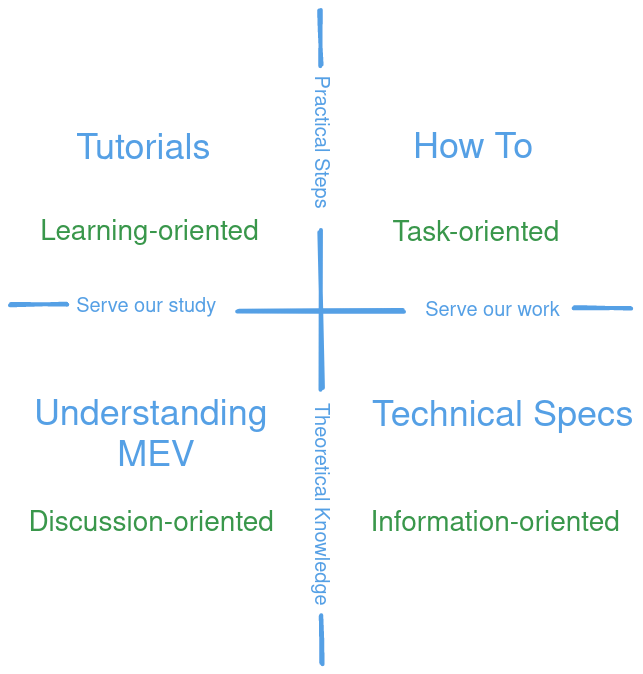 Practical Steps
Tutorials
How To
Learning-oriented
Task-oriented
Serve our study
Serve our work
Understanding
MEV
Technical Specs
Theoretical Knowledge
Discussion-oriented
Information-oriented